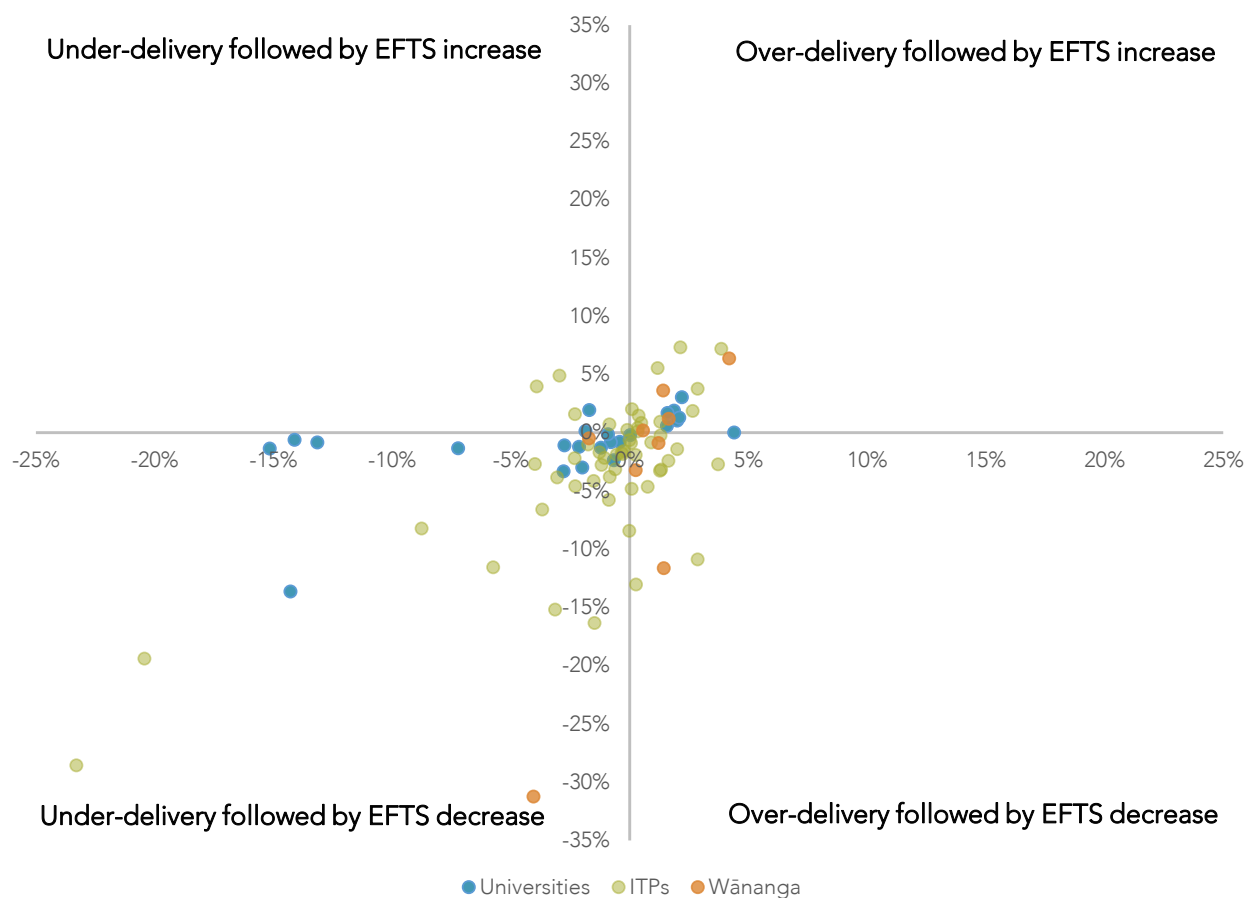 35%
Under-delivery followed by EFTS increase
Over-delivery followed by EFTS increase
30%
25%
20%
15%
10%
5%
0%
-25% -20% -15% -10% -5% 0% 5% 10% 15% 20% 25%
-5%
-10%
-15%
-20%
-25%
-30%
Under-delivery followed by EFTS decrease
Over-delivery followed by EFTS decrease
-35%
Universities ITPs Wānanga